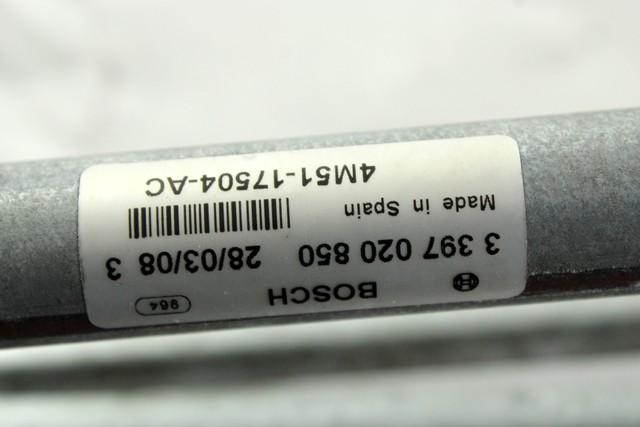 BOSCH 964
3 397 020 850 28/03/08 3
Made in Spain
4M51-17504-AC